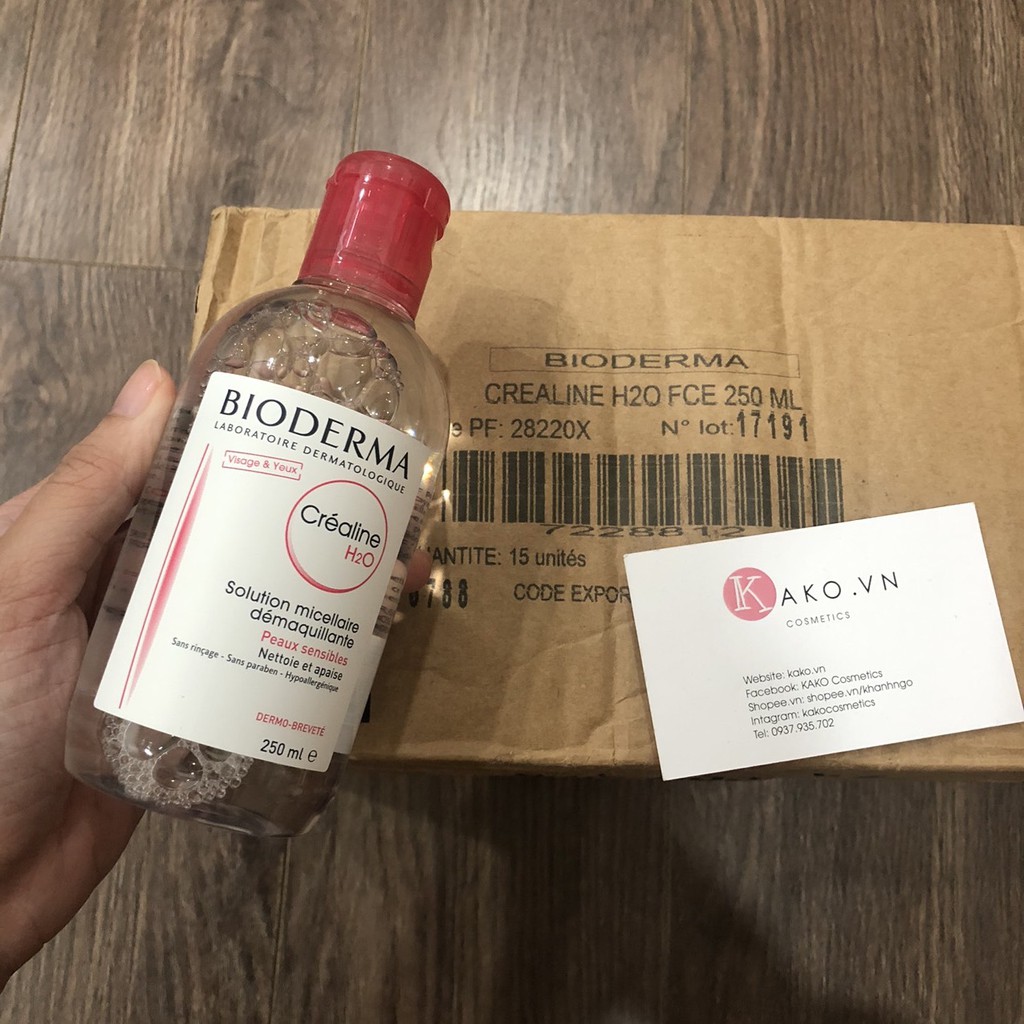 BIODERMA
LABORATOIRE DERMATOLOGIQUE
Visage & Yeux
Créaline
H2O
Solution micellaire
démaquillante
Peaux sensibles
Nettoie et apaise
Sans rinçage - Sans paraben - Hypoallergénique
DERMO-BREVETÉ
250 ml e
BIODERMA
CREALINE H2O FCE 250 ML
e PF: 28220X N° lot:17191
7228812
UANTITE: 15 unités
6788 CODE EXPOR
KAKO.VN
COSMETICS
Website: kako.vn
Facebook: KAKO Cosmetics
Shopee.vn: shopee.vn/khanhngo
Intagram: kakocosmetics
Tel: 0937.935.702